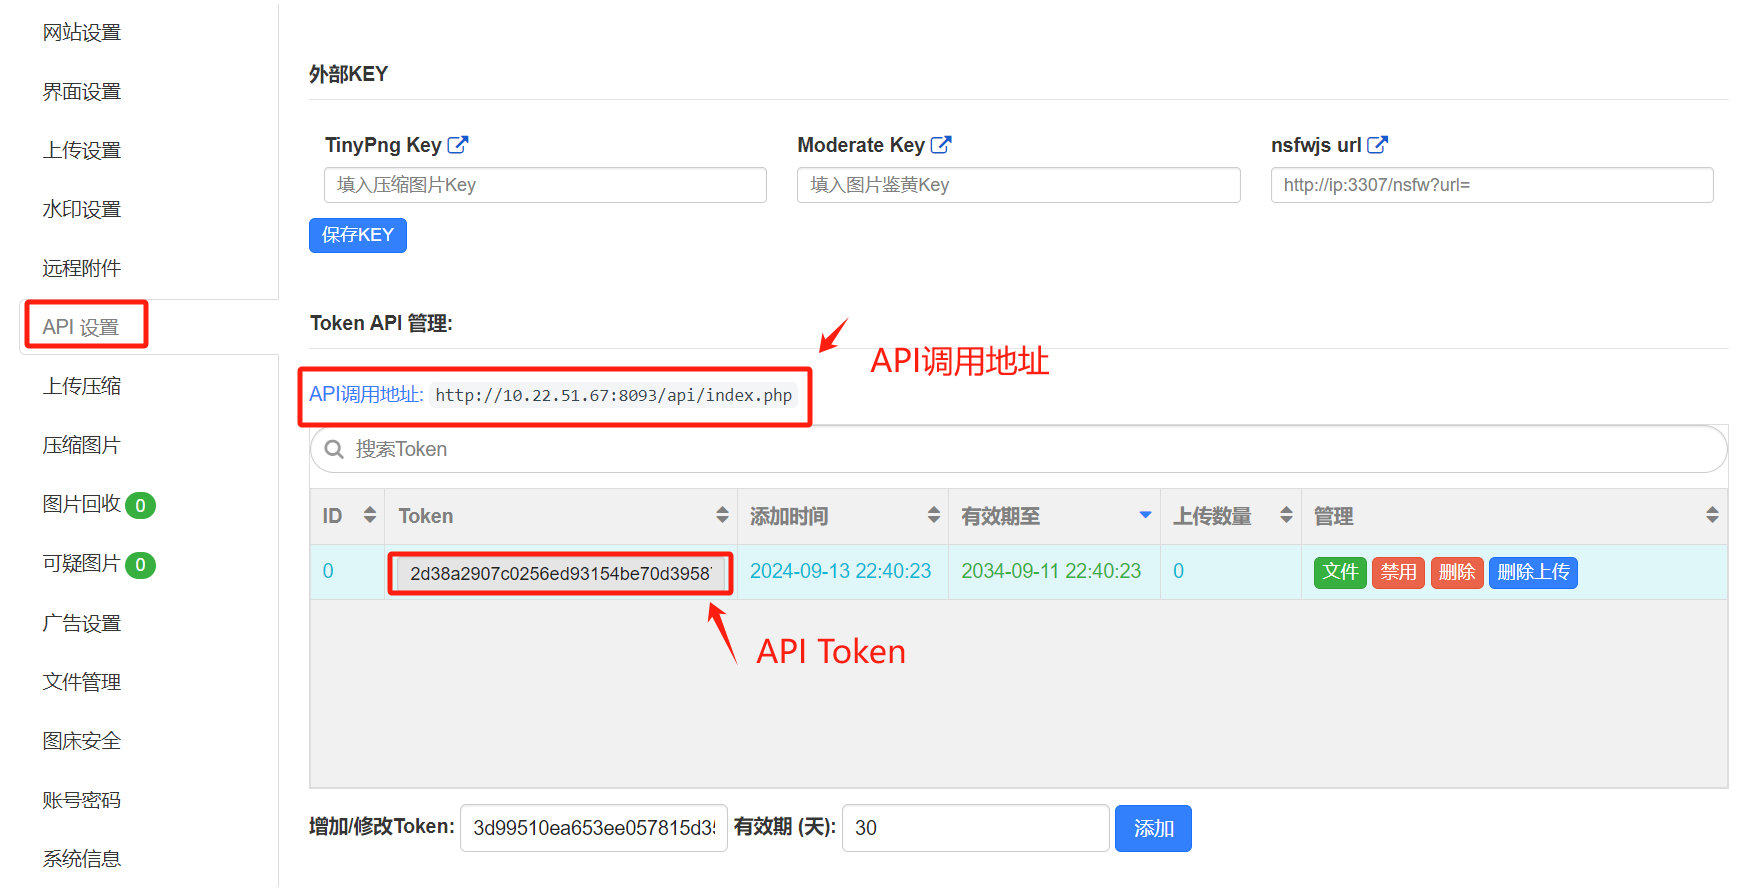 网站设置
界面设置
上传设置
水印设置
远程附件
API 设置
上传压缩
压缩图片
图片回收 0
可疑图片 0
广告设置
文件管理
图床安全
账号密码
系统信息
外部KEY
TinyPng Key Moderate Key nsfwjs url
填入压缩图片Key 填入图片鉴黄Key http://ip:3307/nsfw?url=
保存KEY
Token API 管理:
API调用地址
API调用地址: http://10.22.51.67:8093/api/index.php
搜索Token
ID Token 添加时间 有效期至 上传数量 管理
0 2d38a2907c0256ed93154be70d3958 2024-09-13 22:40:23 2034-09-11 22:40:23 0 文件 禁用 删除 删除上传
API Token
增加/修改Token: 3d99510ea653ee057815d3 有效期 (天): 30 添加